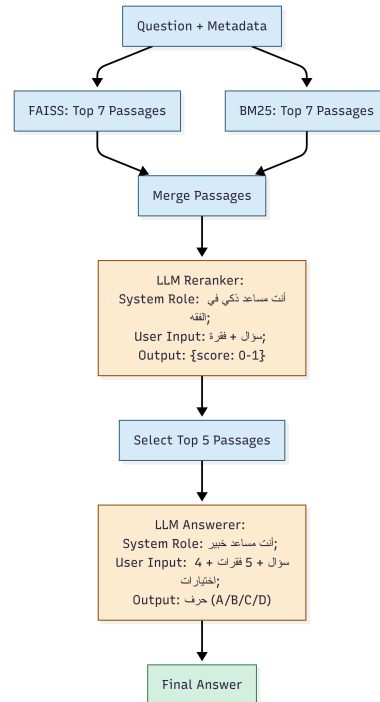 Question + Metadata
FAISS: Top 7 Passages
BM25: Top 7 Passages
Merge Passages
LLM Reranker:
System Role: أنت مساعد ذكي في
الفقه;
User Input: سؤال + فقرة;
Output: {score: 0-1}
Select Top 5 Passages
LLM Answerer:
System Role: أنت مساعد خبير;
User Input: سؤال + 5 فقرات + 4
اختيارات;
Output: حرف (A/B/C/D)
Final Answer